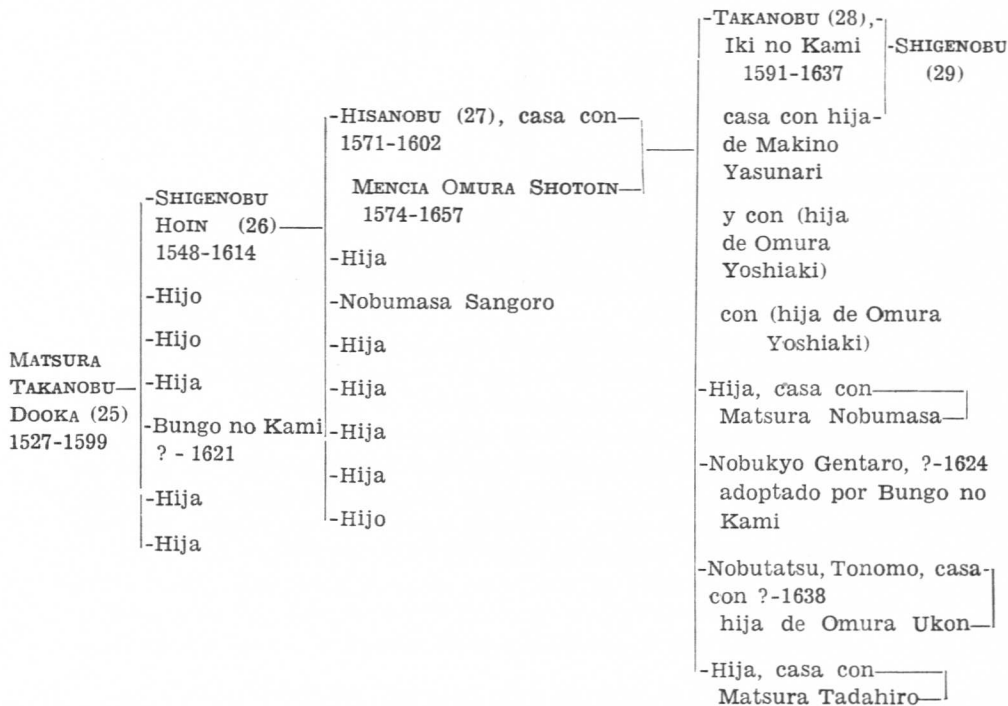 MATSURA
TAKANOBU—
DOOKA (25)
1527-1599
-SHIGENOBU
HOIN (26)—
1548-1614
-Hijo
-Hijo
-Hija
-Bungo no Kami
? - 1621
-Hija
-Hija
-HISANOBU (27), casa con—
1571-1602
MENCIA OMURA SHOTOIN—
1574-1657
-Hija
-Nobumasa Sangoro
-Hija
-Hija
-Hija
-Hija
-Hijo
-TAKANOBU (28),-
Iki no Kami
1591-1637
casa con hija-
de Makino
Yasunari
y con (hija
de Omura
Yoshiaki)
con (hija de Omura
Yoshiaki)
-Hija, casa con—
Matsura Nobumasa—
-Nobukyo Gentaro, ?-1624
adoptado por Bungo no
Kami
-Nobutatsu, Tonomo, casa-
con ?-1638
hija de Omura Ukon—
-Hija, casa con—
Matsura Tadahiro—
-SHIGENOBU
(29)